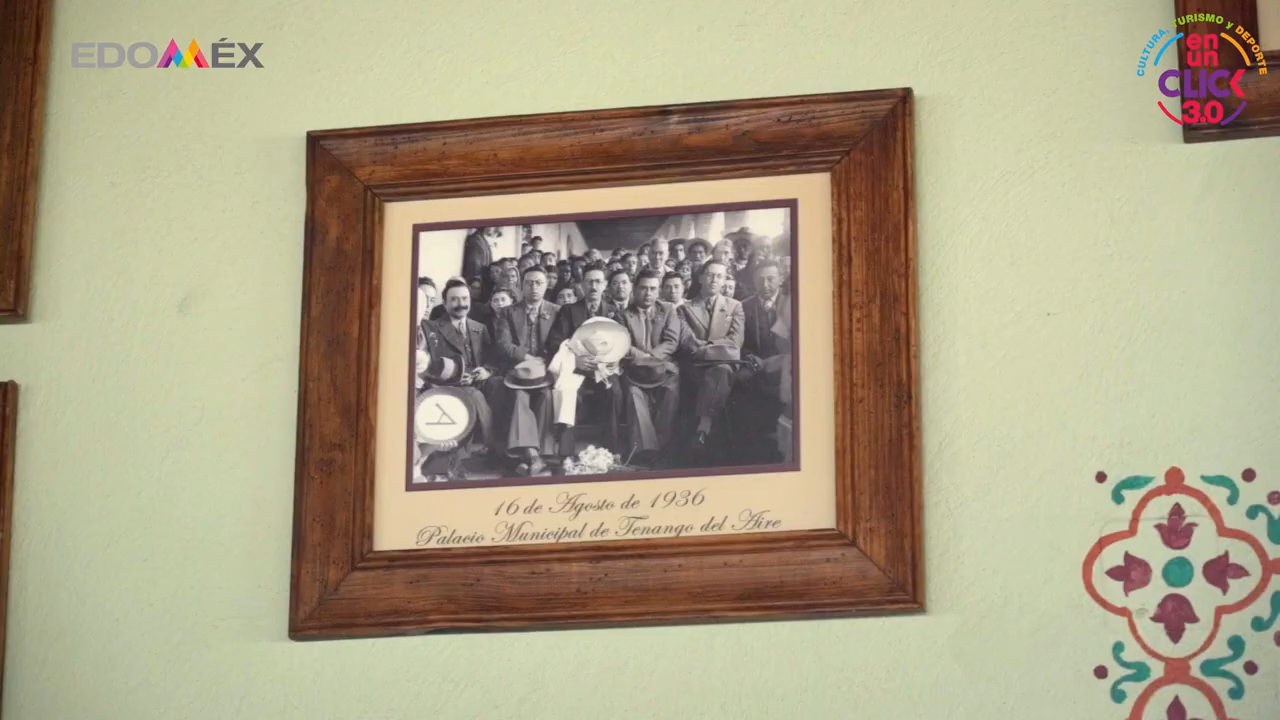 EDOMÉX
CULTURA, TURISMO y DEPORTE
en
un
CLICK
3.0
16 de Agosto de 1936
Palacio Municipal de Tenango del Aire